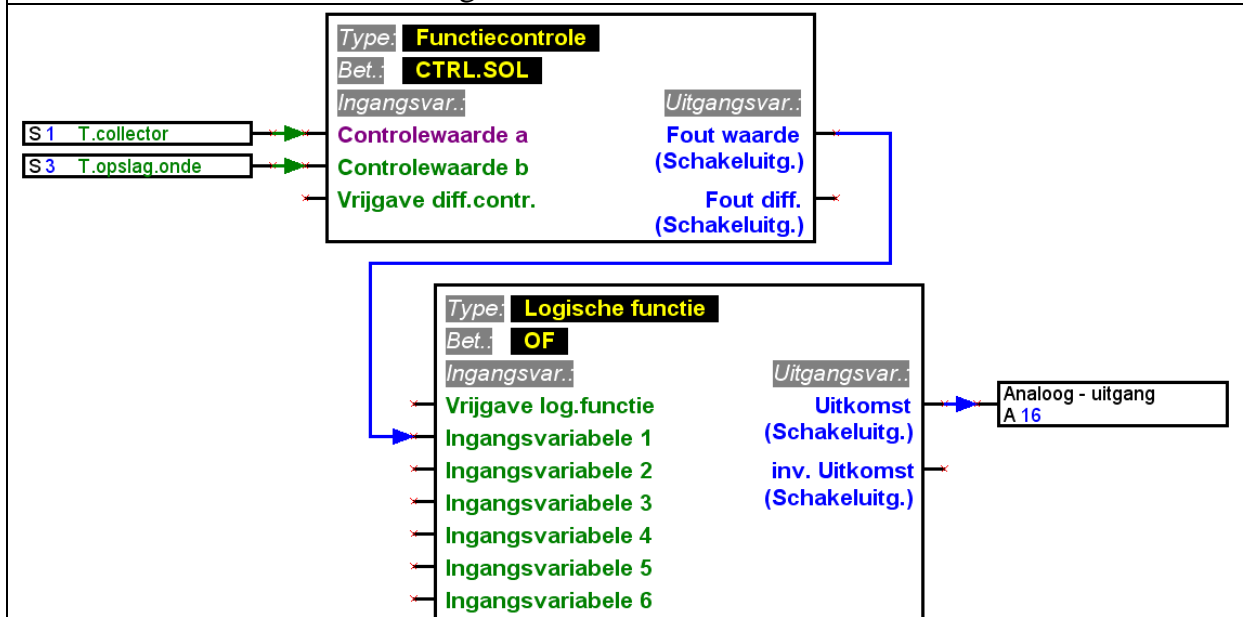 Type: Functiecontrole
Bet.: CTRL.SOL
Ingangsvar.: Uitgangsvar.:
S 1 T.collector
Controlewaarde a Fout waarde
(Schakeluitg.)
S 3 T.opslag.onde
Controlewaarde b
Vrijgave diff.contr. Fout diff.
(Schakeluitg.)
Type: Logische functie
Bet.: OF
Ingangsvar.: Uitgangsvar.:
Vrijgave log.functie Uitkomst
(Schakeluitg.)
Analoog - uitgang
A 16
Ingangsvariabele 1
Ingangsvariabele 2 inv. Uitkomst
(Schakeluitg.)
Ingangsvariabele 3
Ingangsvariabele 4
Ingangsvariabele 5
Ingangsvariabele 6